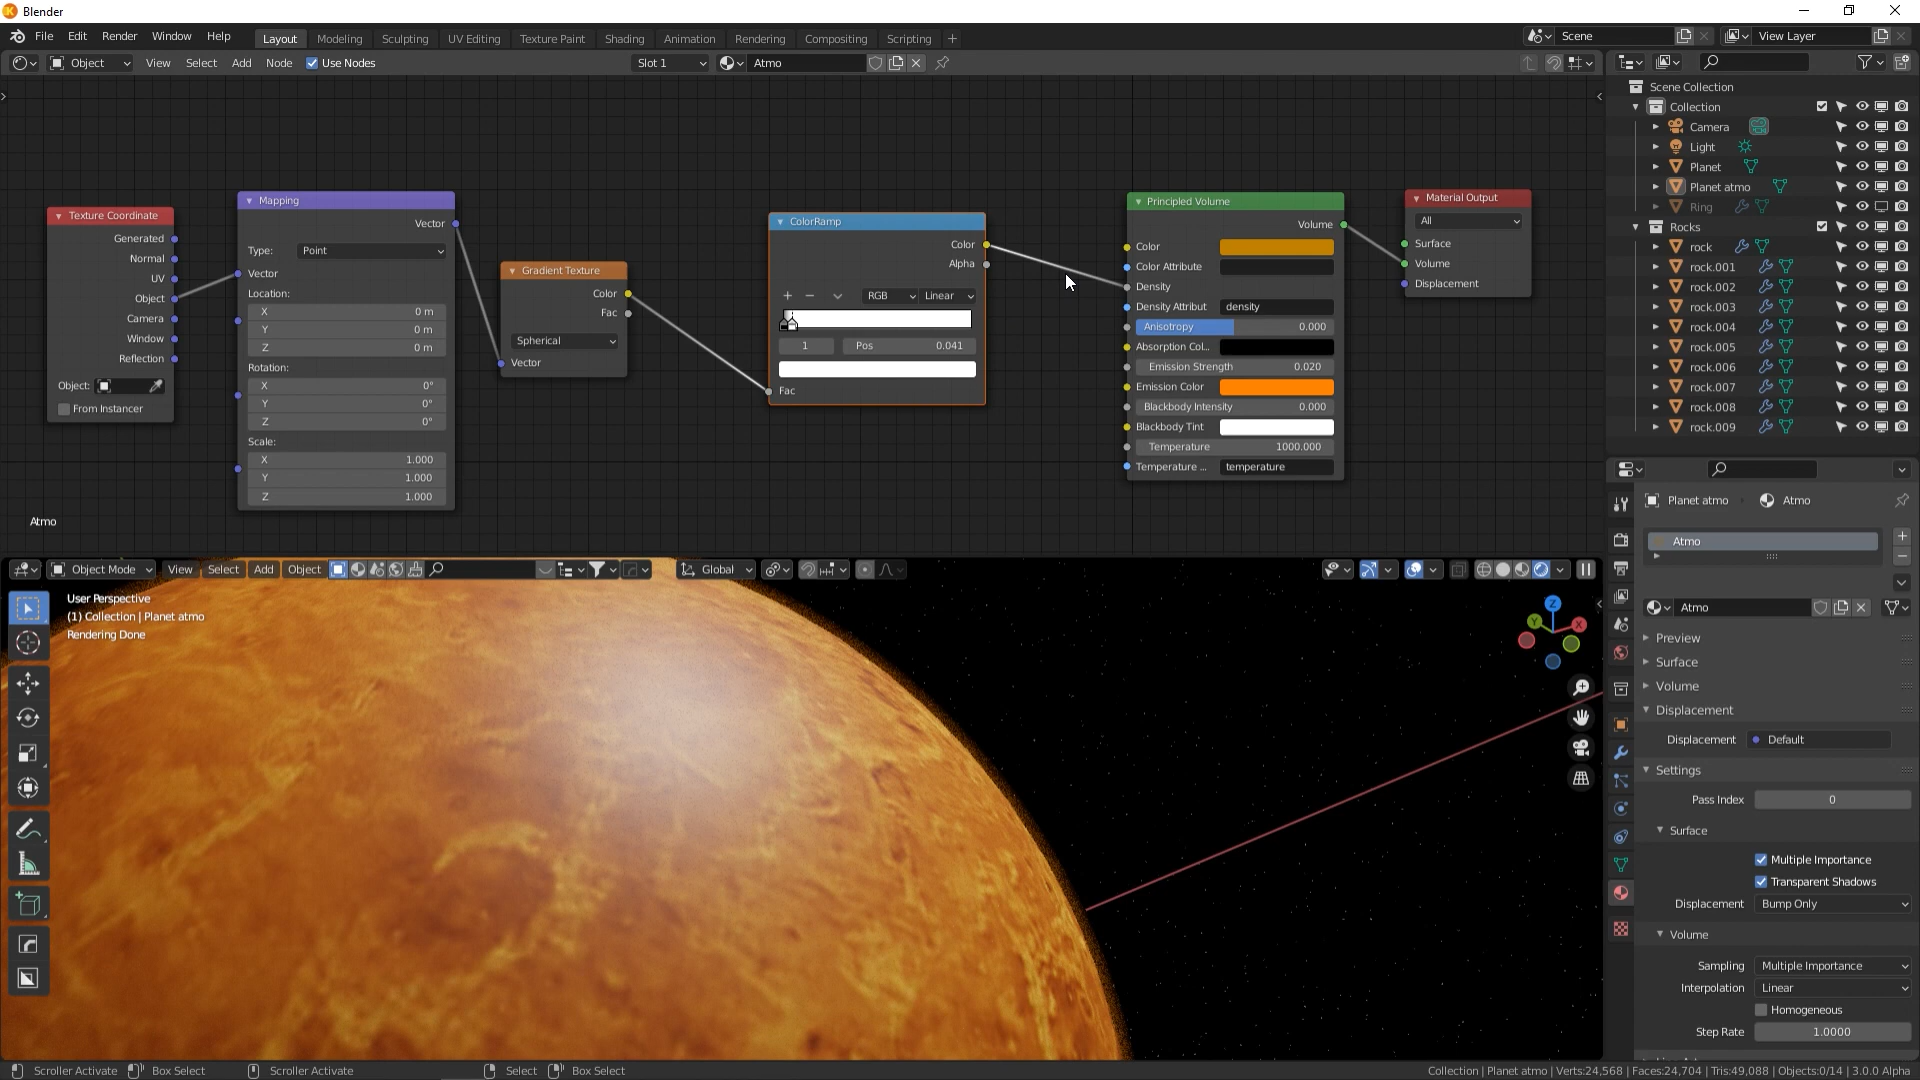 Blender
File Edit Render Window Help Layout Modeling Sculpting UV Editing Texture Paint Shading Animation Rendering Compositing Scripting + Scene View Layer
Object View Select Add Node Use Nodes Slot 1 Atmo
Texture Coordinate
Generated
Normal
UV
Object
Camera
Window
Reflection
Object:
From Instancer
Mapping
Vector
Type: Point
Vector
Location:
X 0 m
Y 0 m
Z 0 m
Rotation:
X 0°
Y 0°
Z 0°
Scale:
X 1.000
Y 1.000
Z 1.000
Gradient Texture
Color
Fac
Spherical
Vector
ColorRamp
Color
Alpha
RGB Linear
1 Pos 0.041
Fac
Principled Volume
Volume
Color
Color Attribute
Density
Density Attribut density
Anisotropy 0.000
Absorption Col...
Emission Strength 0.020
Emission Color
Blackbody Intensity 0.000
Blackbody Tint
Temperature 1000.000
Temperature ... temperature
Material Output
All
Surface
Volume
Displacement
Atmo
Scene Collection
Collection
Camera
Light
Planet
Planet atmo
Ring
Rocks
rock
rock.001
rock.002
rock.003
rock.004
rock.005
rock.006
rock.007
rock.008
rock.009
Object Mode View Select Add Object Global
User Perspective
(1) Collection | Planet atmo
Rendering Done
Z
Y
X
Planet atmo Atmo
Atmo
Atmo
Preview
Surface
Volume
Displacement
Displacement Default
Settings
Pass Index 0
Surface
Multiple Importance
Transparent Shadows
Displacement Bump Only
Volume
Sampling Multiple Importance
Interpolation Linear
Homogeneous
Step Rate 1.0000
Scroller Activate Box Select Scroller Activate Select Box Select Collection | Planet atmo | Verts:24,568 | Faces:24,704 | Tris:49,088 | Objects:0/14 | 3.0.0 Alpha